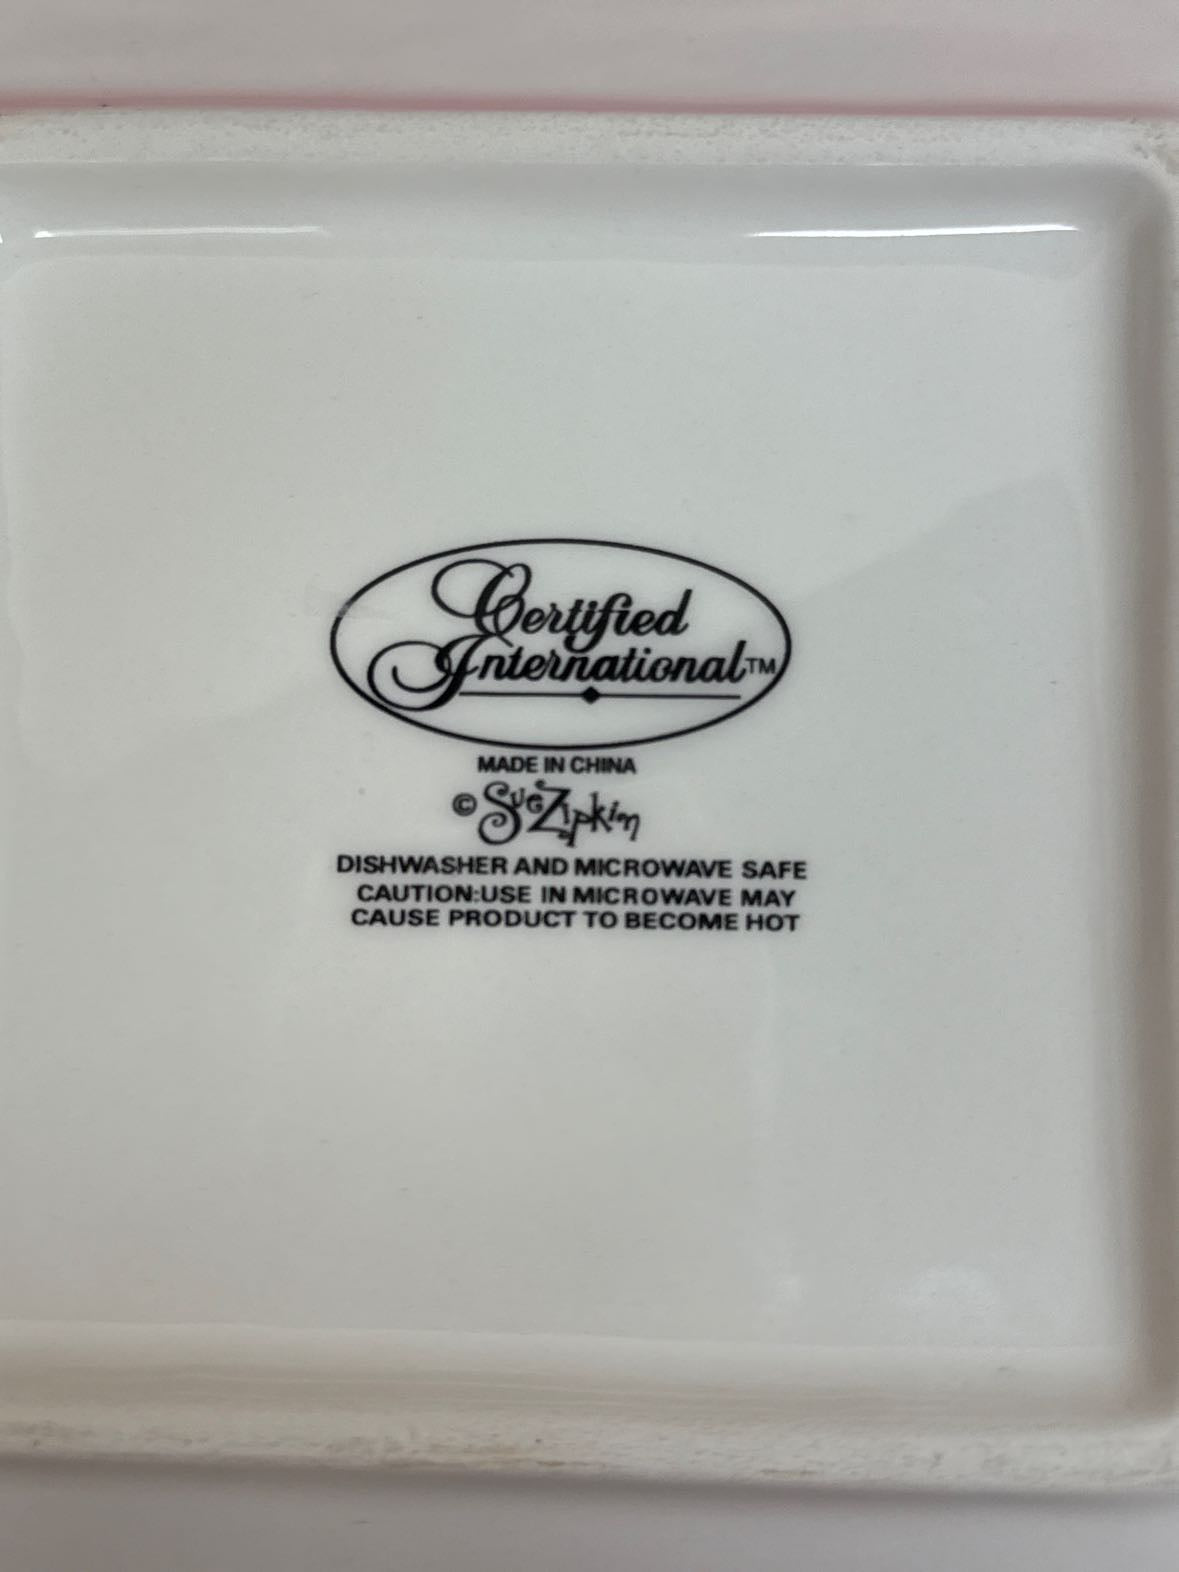 Certified
International™
MADE IN CHINA
© Sue Zipkin
DISHWASHER AND MICROWAVE SAFE
CAUTION:USE IN MICROWAVE MAY
CAUSE PRODUCT TO BECOME HOT